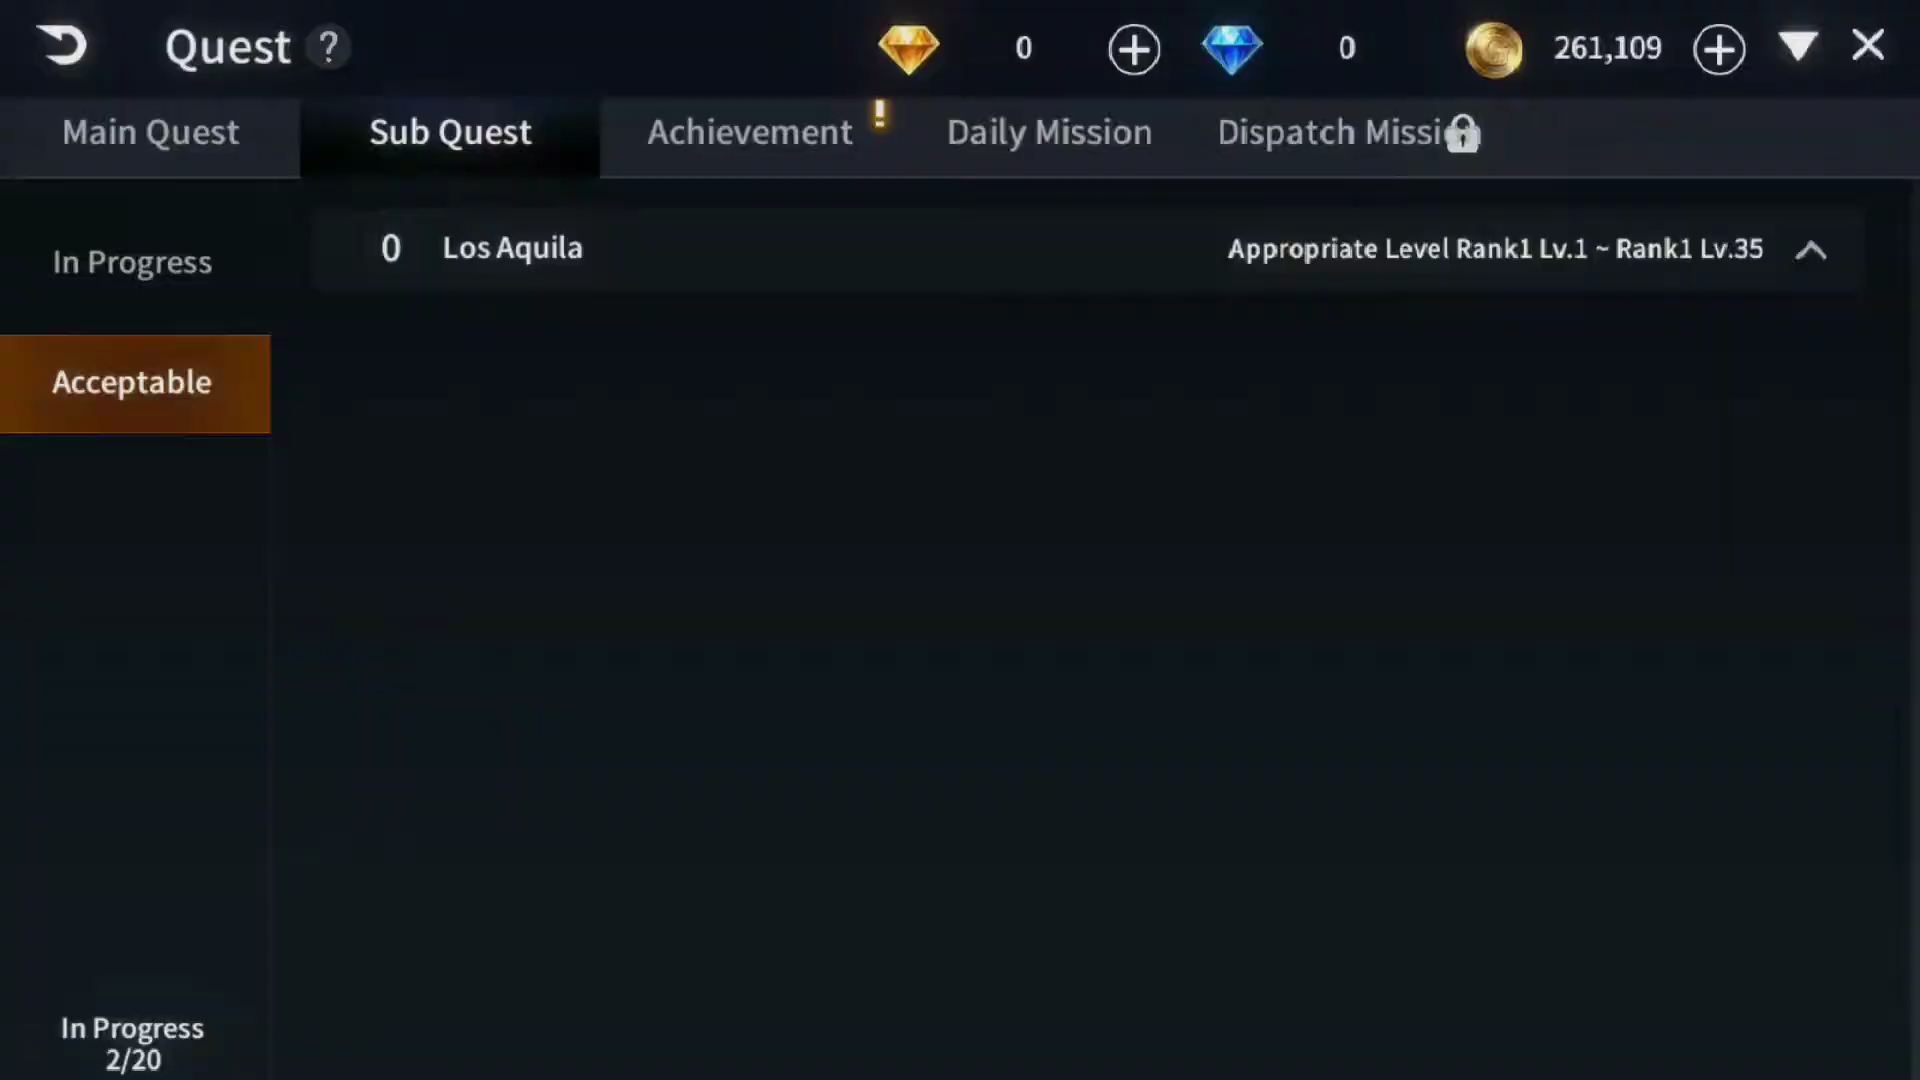 Quest ?
0
0
261,109
Main Quest
Sub Quest
Achievement !
Daily Mission
Dispatch Missi
In Progress
Acceptable
0 Los Aquila
Appropriate Level Rank1 Lv.1 ~ Rank1 Lv.35
In Progress
2/20